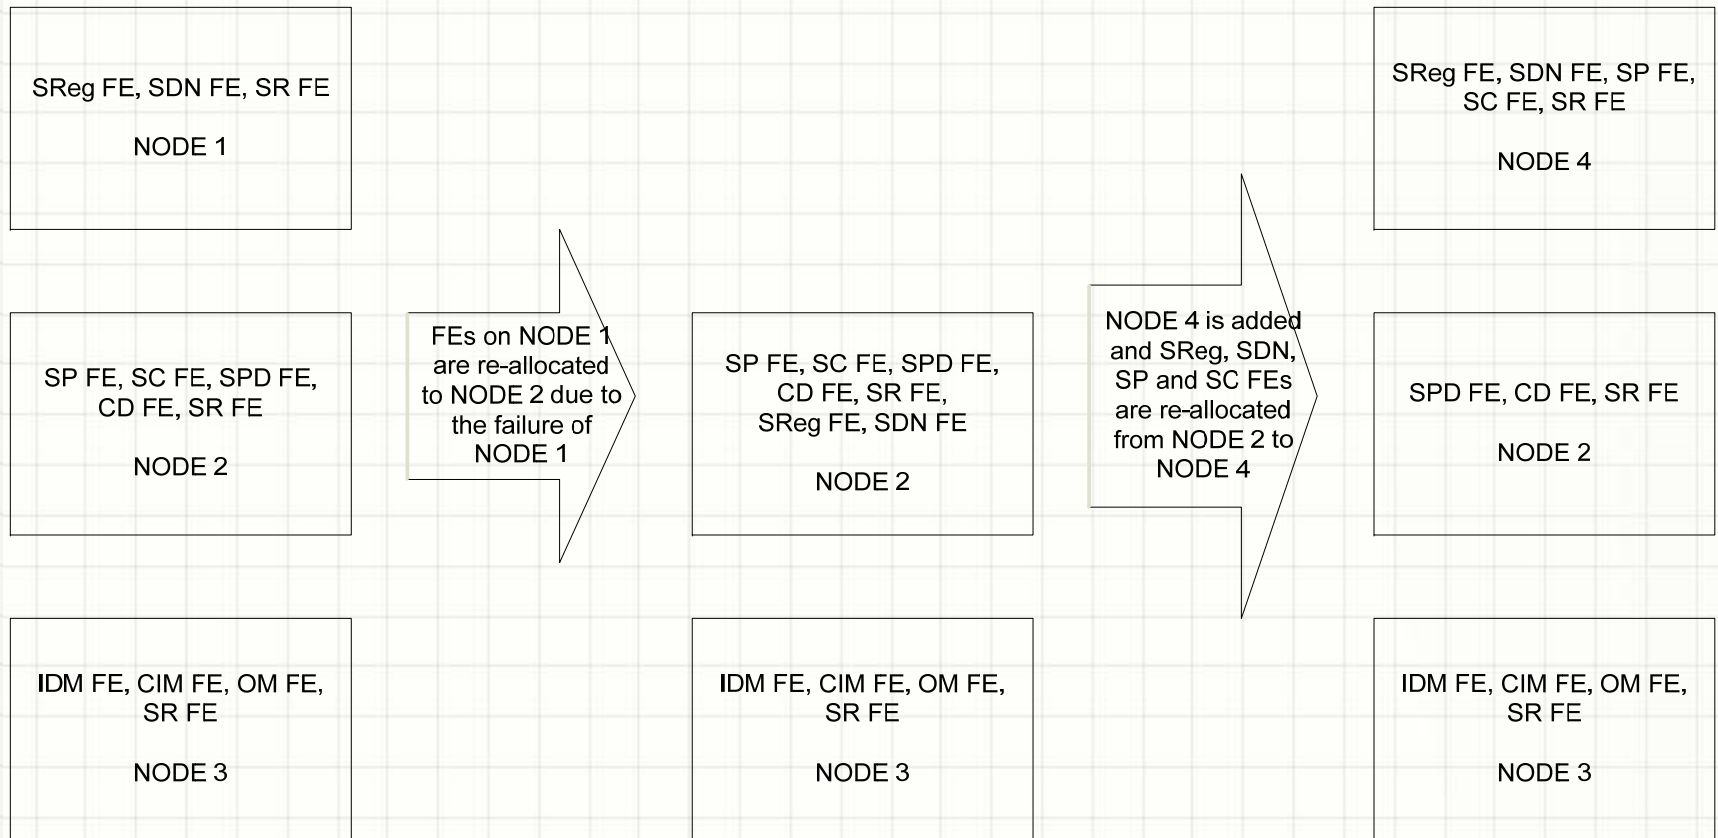 SReg FE, SDN FE, SR FE
NODE 1
SP FE, SC FE, SPD FE,
CD FE, SR FE
NODE 2
IDM FE, CIM FE, OM FE,
SR FE
NODE 3
FEs on NODE 1
are re-allocated
to NODE 2 due to
the failure of
NODE 1
SP FE, SC FE, SPD FE,
CD FE, SR FE,
SReg FE, SDN FE
NODE 2
IDM FE, CIM FE, OM FE,
SR FE
NODE 3
NODE 4 is added
and SReg, SDN,
SP and SC FEs
are re-allocated
from NODE 2 to
NODE 4
SReg FE, SDN FE, SP FE,
SC FE, SR FE
NODE 4
SPD FE, CD FE, SR FE
NODE 2
IDM FE, CIM FE, OM FE,
SR FE
NODE 3